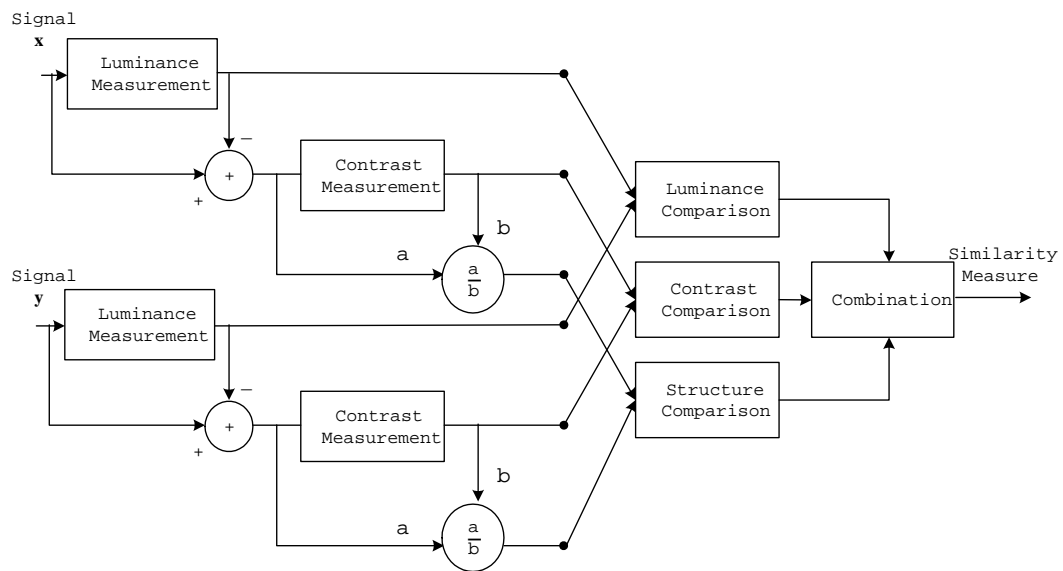 Signal
x
Luminance
Measurement
−
+
+
Contrast
Measurement
a
b
a
b
Signal
y
Luminance
Measurement
−
+
+
Contrast
Measurement
a
b
a
b
Luminance
Comparison
Contrast
Comparison
Structure
Comparison
Combination
Similarity
Measure